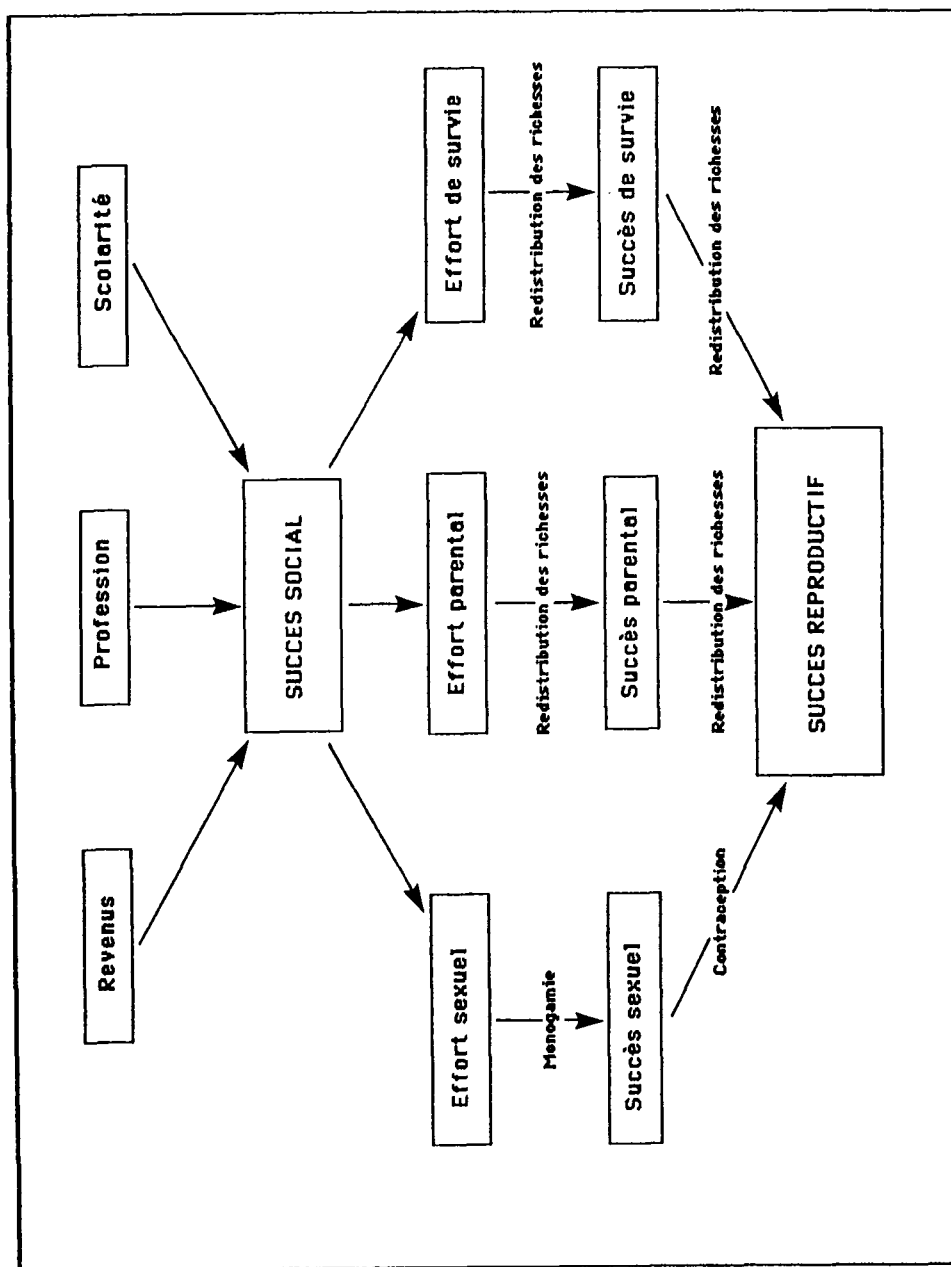 Revenus
Profession
Scolarité
SUCCES SOCIAL
Effort sexuel
Effort parental
Effort de survie
Monogamie
Redistribution des richesses
Redistribution des richesses
Succès sexuel
Succès parental
Succès de survie
Contraception
Redistribution des richesses
Redistribution des richesses
SUCCES REPRODUCTIF